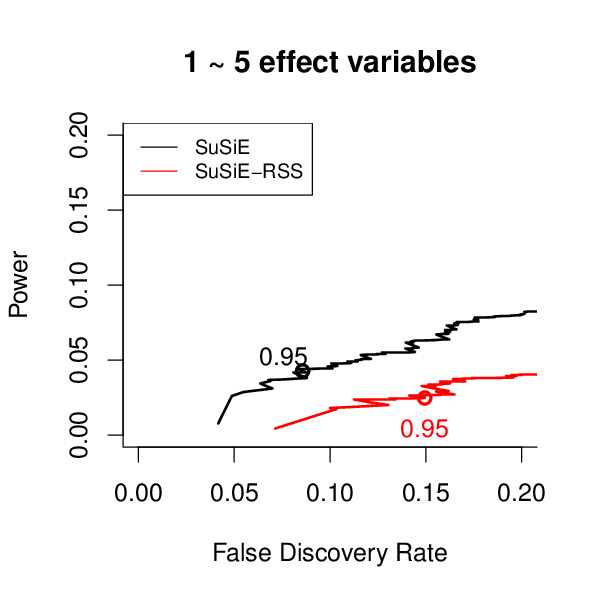 1 ~ 5 effect variables
SuSiE
SuSiE−RSS
0.20
0.15
0.10
0.05
0.00
Power
0.95
0.95
0.00 0.05 0.10 0.15 0.20
False Discovery Rate